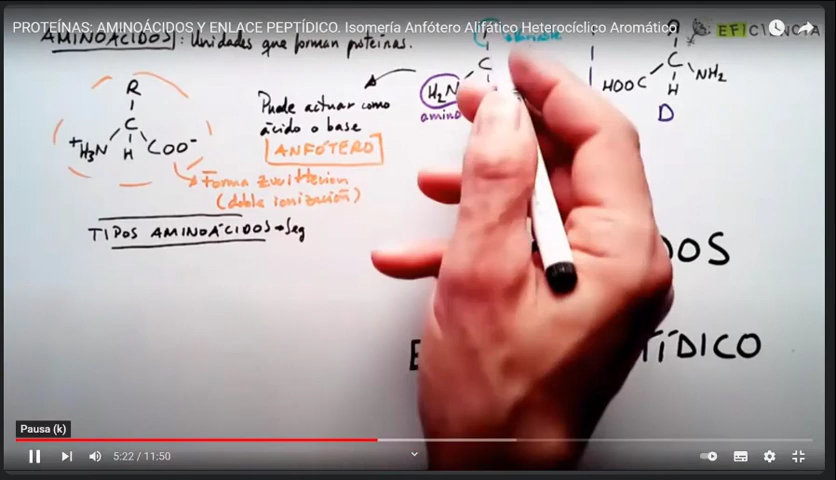 PROTEÍNAS: AMINOÁCIDOS Y ENLACE PEPTÍDICO. Isomería Anfótero Alifático Heterocíclico Aromático
EFICIENCIA
AMINOÁCIDOS: Unidades que forman proteínas.
R
C
+H3N H COO-
Puede actuar como
ácido o base
ANFÓTERO
Forma Zwitterion
(doble ionización)
C
H2N
amino
HOOC C NH2
H
D
TIPOS AMINOÁCIDOS → Seg
DOS
TÍDICO
Pausa (k)
5:22 / 11:50